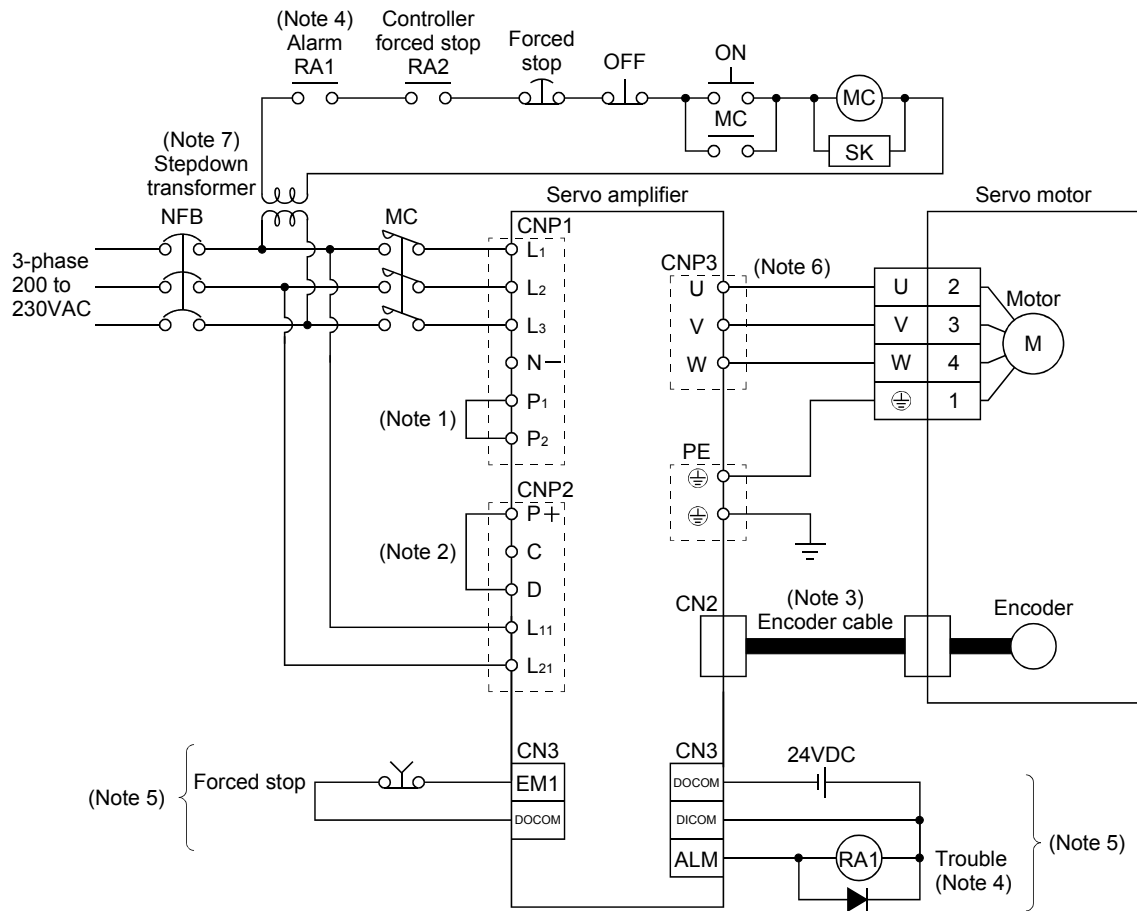 (Note 4)
Alarm
RA1
Controller
forced stop
RA2
Forced
stop
OFF
ON
MC
MC
SK
(Note 7)
Stepdown
transformer
NFB
MC
3-phase
200 to
230VAC
Servo amplifier
Servo motor
CNP1
L1
L2
L3
N−
P1
P2
(Note 1)
CNP2
P+
C
D
L11
L21
(Note 2)
CNP3
U
V
W
(Note 6)
U 2
V 3
W 4
1
Motor
M
PE
CN2
(Note 3)
Encoder cable
Encoder
(Note 5)
Forced stop
CN3
EM1
DOCOM
CN3
DOCOM
DICOM
ALM
24VDC
RA1
Trouble
(Note 4)
(Note 5)